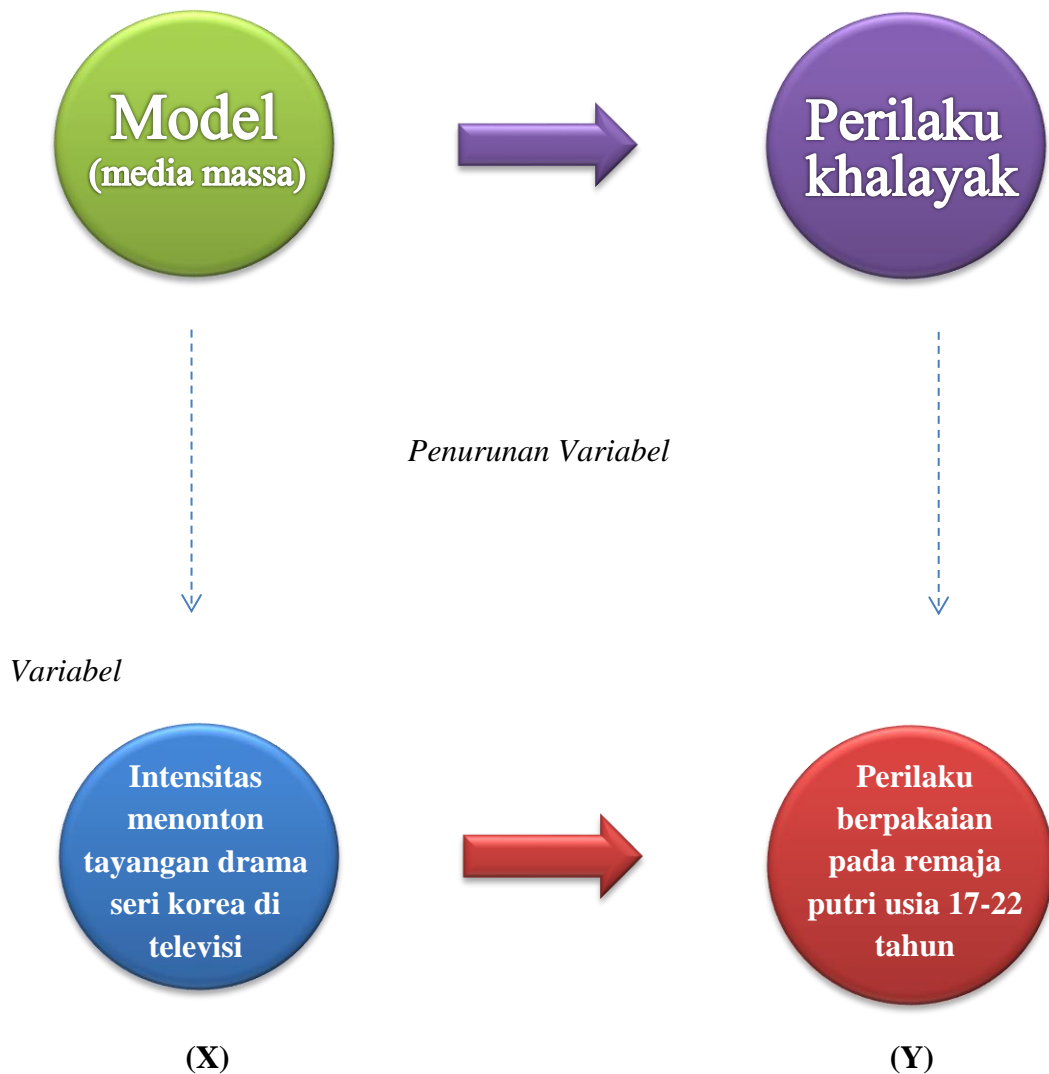 Model
(media massa)
Perilaku
khalayak
Penurunan Variabel
Variabel
Intensitas
menonton
tayangan drama
seri korea di
televisi
Perilaku
berpakaian
pada remaja
putri usia 17-22
tahun
(X)
(Y)